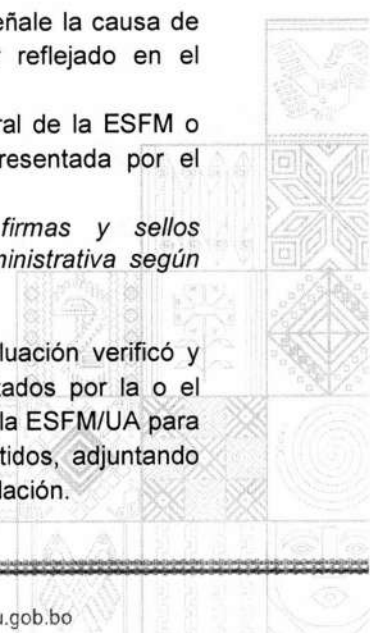 eñale la causa de
reflejado en el
ral de la ESFM o
resentada por el
firmas y sellos
ministrativa según
luación verificó y
tados por la o el
la ESFM/UA para
tidos, adjuntando
lación.
u.gob.bo